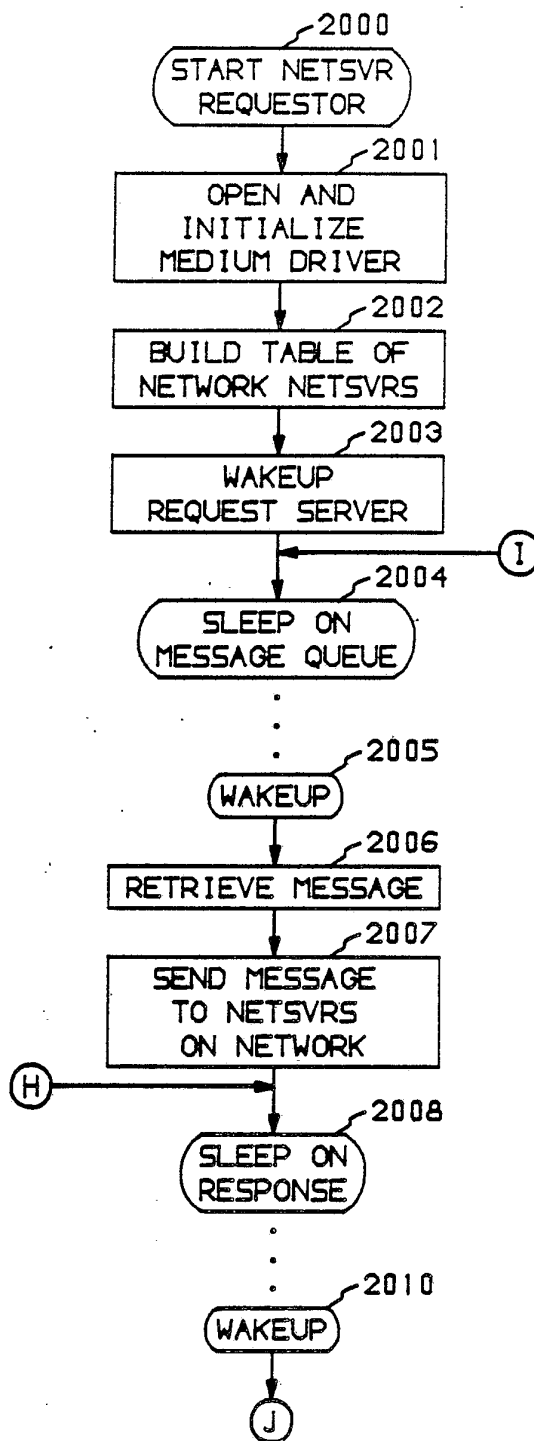 2000
START NETSVR
REQUESTOR
2001
OPEN AND
INITIALIZE
MEDIUM DRIVER
2002
BUILD TABLE OF
NETWORK NETSVRS
2003
WAKEUP
REQUEST SERVER
I
2004
SLEEP ON
MESSAGE QUEUE
2005
WAKEUP
2006
RETRIEVE MESSAGE
2007
SEND MESSAGE
TO NETSVRS
ON NETWORK
H
2008
SLEEP ON
RESPONSE
2010
WAKEUP
J